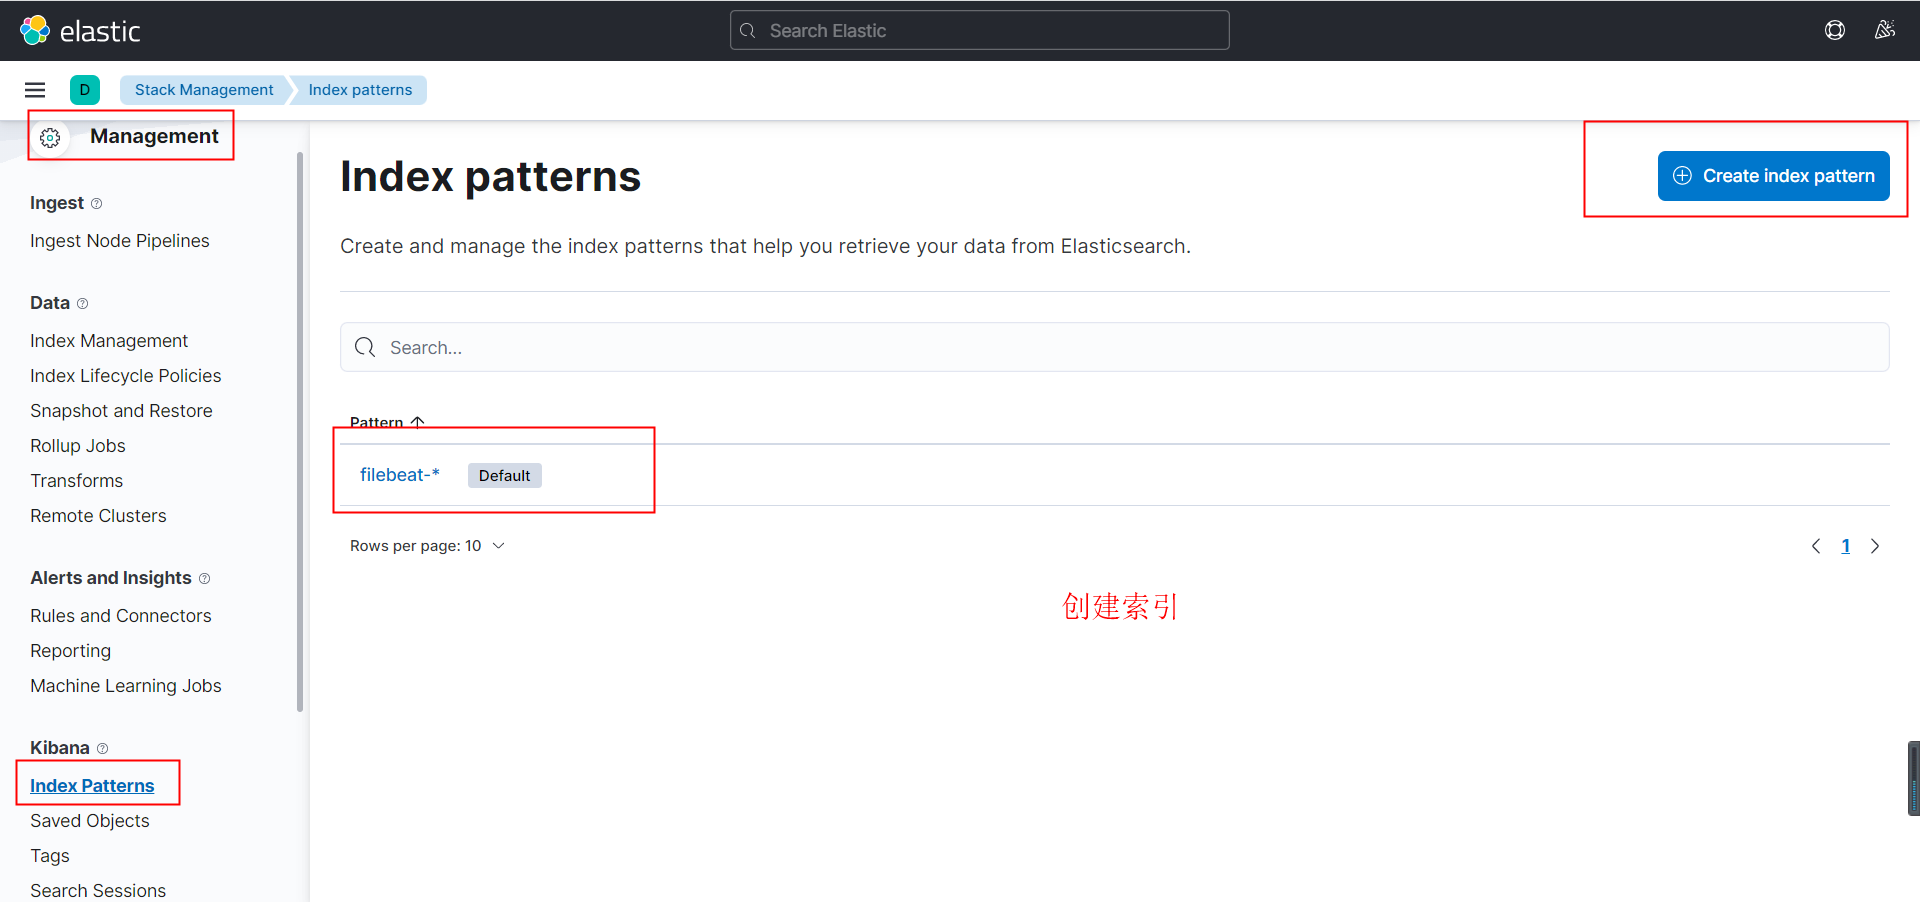 elastic
Search Elastic
D
Stack Management
Index patterns
Management
Ingest
Ingest Node Pipelines
Data
Index Management
Index Lifecycle Policies
Snapshot and Restore
Rollup Jobs
Transforms
Remote Clusters
Alerts and Insights
Rules and Connectors
Reporting
Machine Learning Jobs
Kibana
Index Patterns
Saved Objects
Tags
Search Sessions
Index patterns
Create index pattern
Create and manage the index patterns that help you retrieve your data from Elasticsearch.
Search...
Pattern
filebeat-* Default
Rows per page: 10
1
创建索引